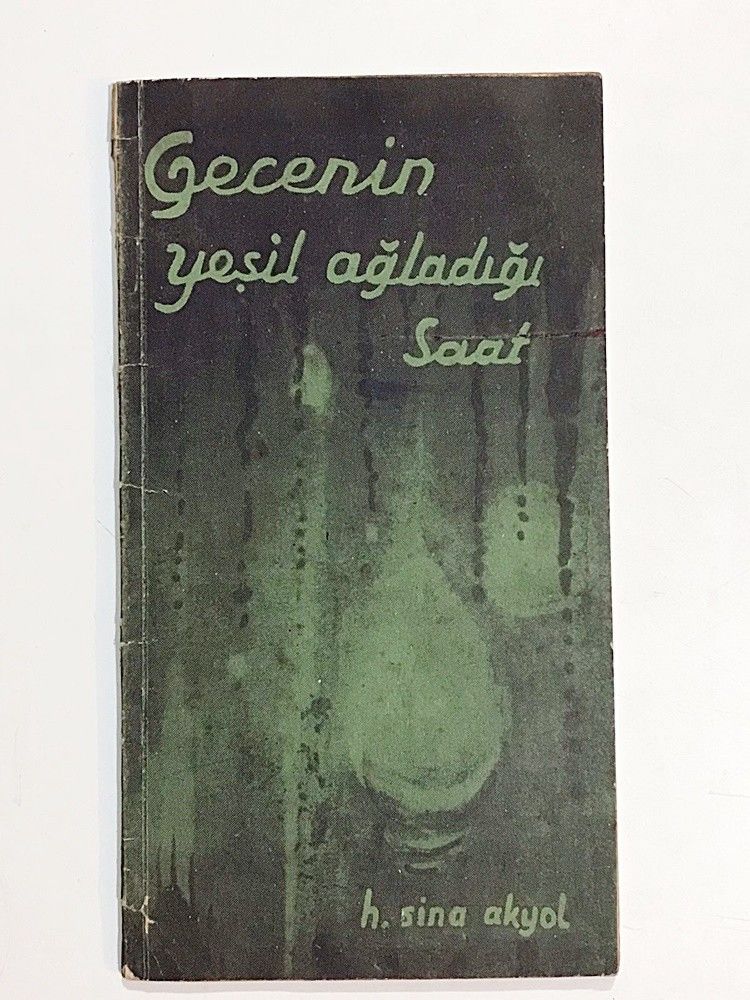 Gecenin
yeşil ağladığı
Saat
h. sina akyol